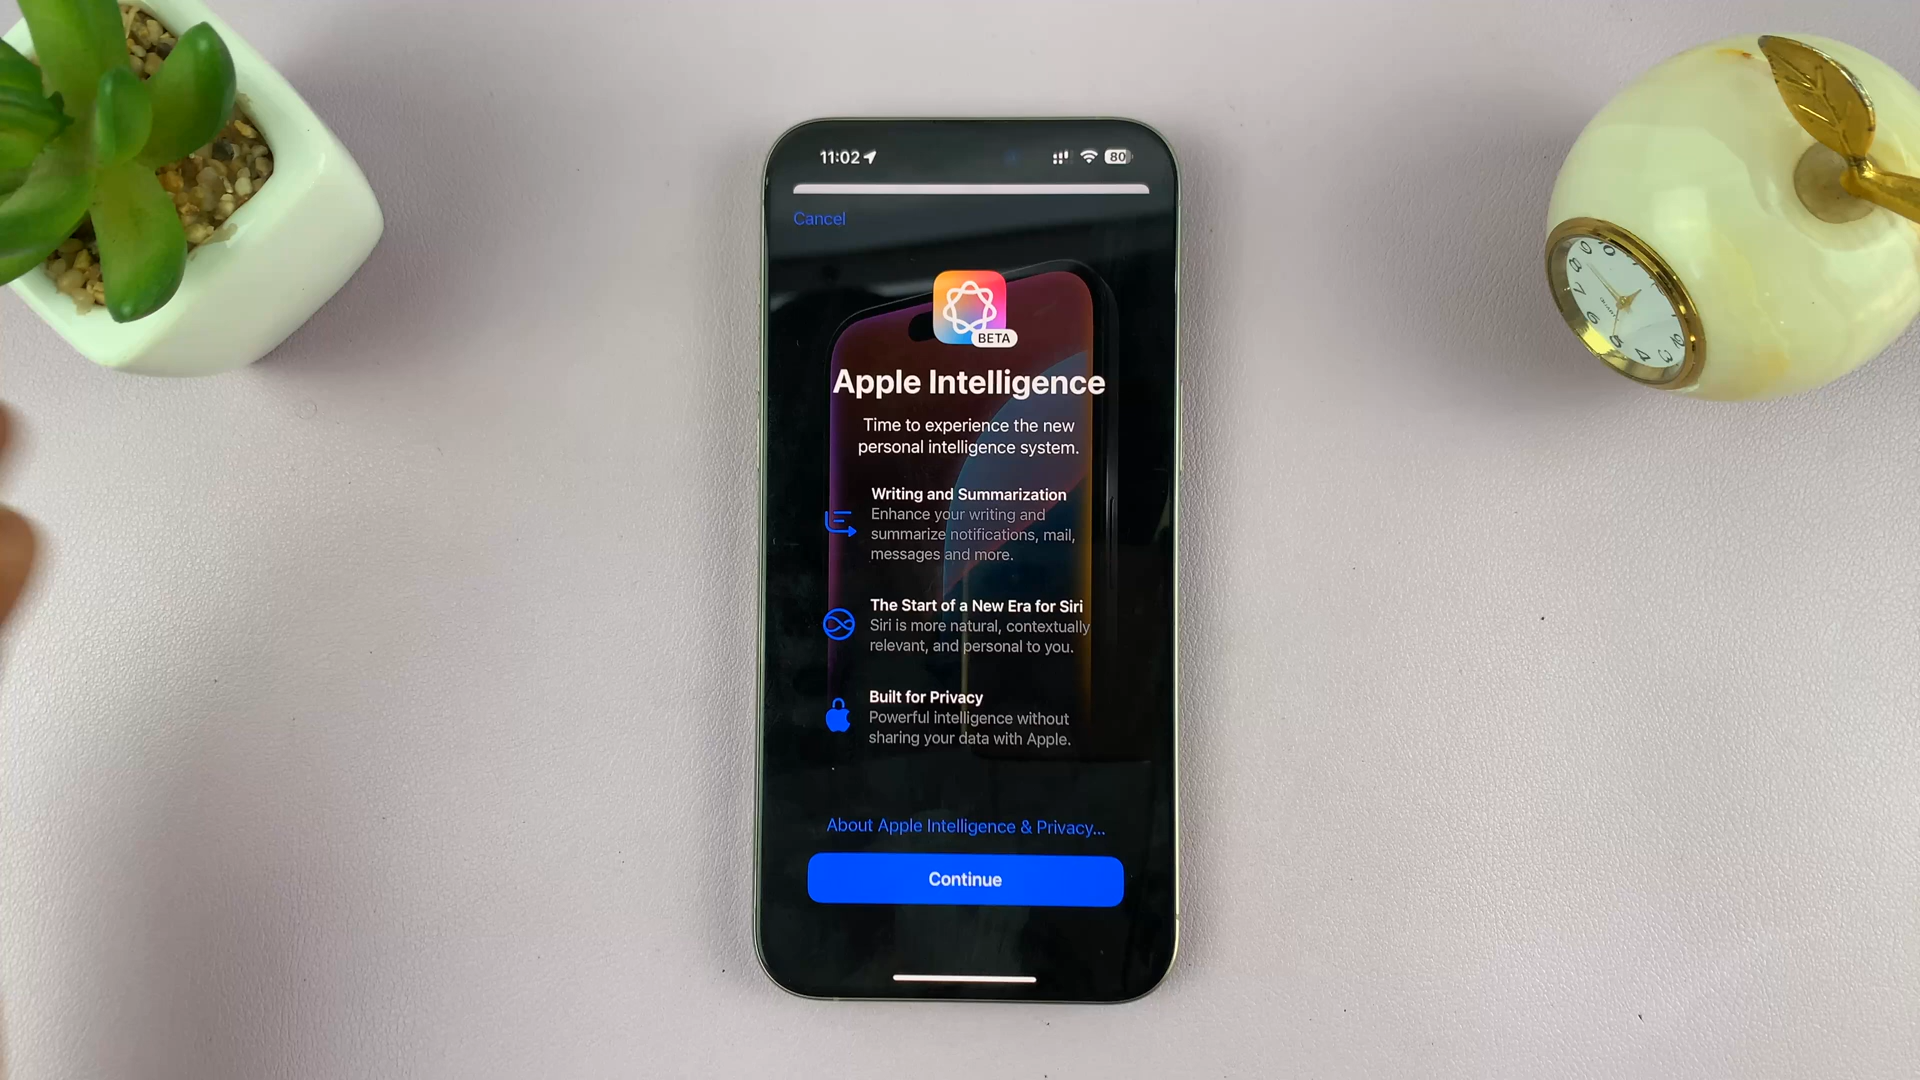 11:02
80
Cancel
BETA
Apple Intelligence
Time to experience the new
personal intelligence system.
Writing and Summarization
Enhance your writing and
summarize notifications, mail,
messages and more.
The Start of a New Era for Siri
Siri is more natural, contextually
relevant, and personal to you.
Built for Privacy
Powerful intelligence without
sharing your data with Apple.
About Apple Intelligence & Privacy...
Continue